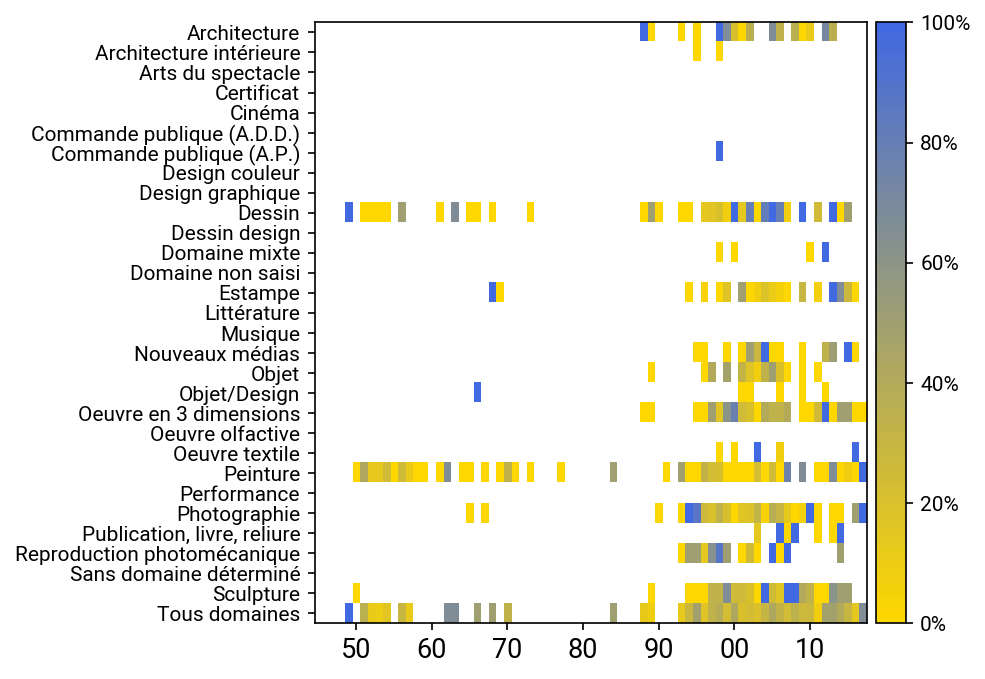 Architecture
Architecture intérieure
Arts du spectacle
Certificat
Cinéma
Commande publique (A.D.D.)
Commande publique (A.P.)
Design couleur
Design graphique
Dessin
Dessin design
Domaine mixte
Domaine non saisi
Estampe
Littérature
Musique
Nouveaux médias
Objet
Objet/Design
Oeuvre en 3 dimensions
Oeuvre olfactive
Oeuvre textile
Peinture
Performance
Photographie
Publication, livre, reliure
Reproduction photomécanique
Sans domaine déterminé
Sculpture
Tous domaines
50 60 70 80 90 00 10
100%
80%
60%
40%
20%
0%